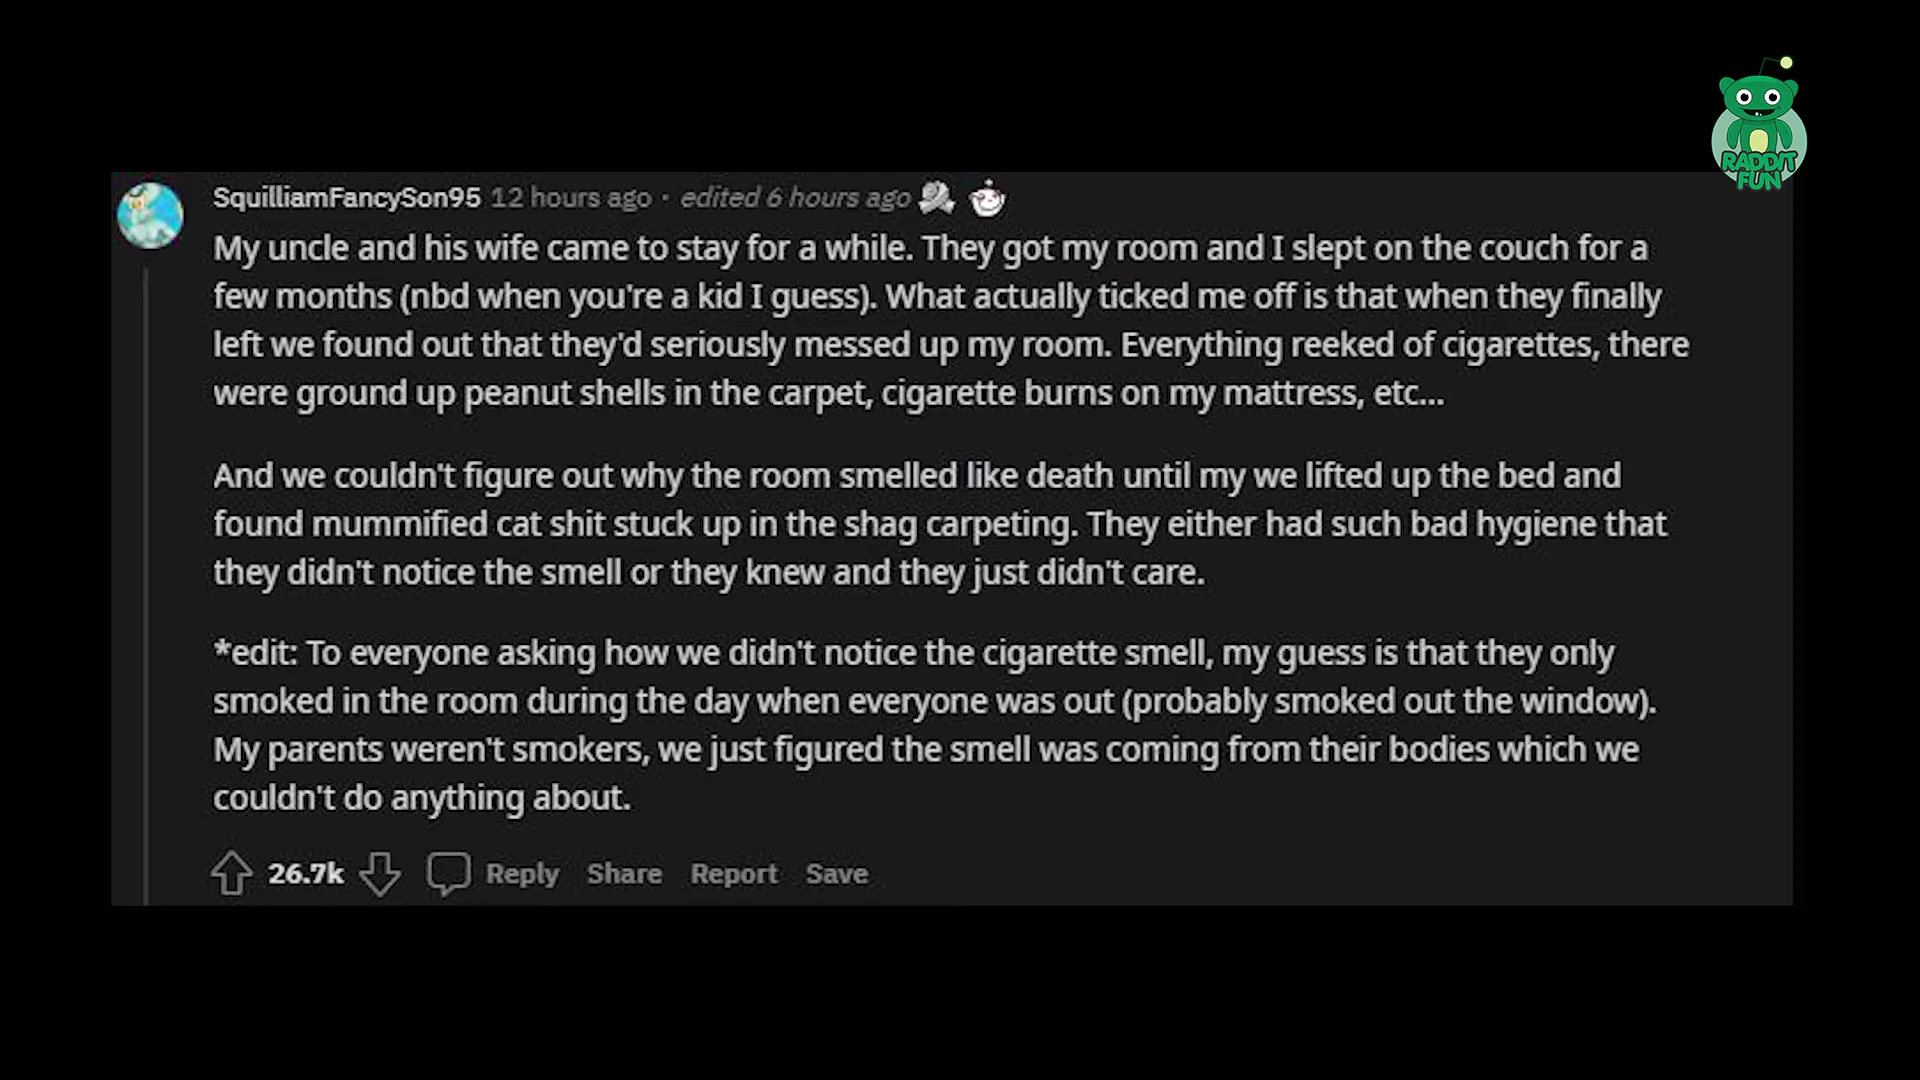 RADDIT
FUN
SquilliamFancySon95 12 hours ago · edited 6 hours ago
My uncle and his wife came to stay for a while. They got my room and I slept on the couch for a
few months (nbd when you're a kid I guess). What actually ticked me off is that when they finally
left we found out that they'd seriously messed up my room. Everything reeked of cigarettes, there
were ground up peanut shells in the carpet, cigarette burns on my mattress, etc...
And we couldn't figure out why the room smelled like death until my we lifted up the bed and
found mummified cat shit stuck up in the shag carpeting. They either had such bad hygiene that
they didn't notice the smell or they knew and they just didn't care.
*edit: To everyone asking how we didn't notice the cigarette smell, my guess is that they only
smoked in the room during the day when everyone was out (probably smoked out the window).
My parents weren't smokers, we just figured the smell was coming from their bodies which we
couldn't do anything about.
26.7k Reply Share Report Save